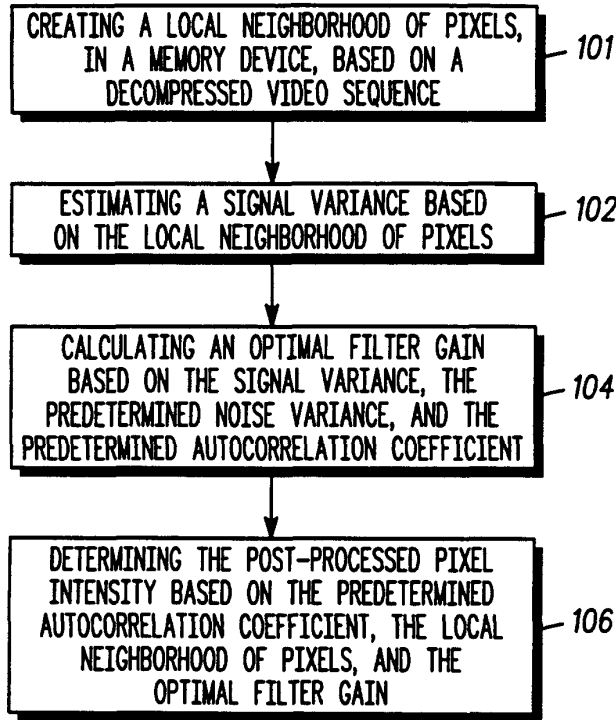 CREATING A LOCAL NEIGHBORHOOD OF PIXELS,
IN A MEMORY DEVICE, BASED ON A
DECOMPRESSED VIDEO SEQUENCE
101
ESTIMATING A SIGNAL VARIANCE BASED
ON THE LOCAL NEIGHBORHOOD OF PIXELS
102
CALCULATING AN OPTIMAL FILTER GAIN
BASED ON THE SIGNAL VARIANCE, THE
PREDETERMINED NOISE VARIANCE, AND THE
PREDETERMINED AUTOCORRELATION COEFFICIENT
104
DETERMINING THE POST-PROCESSED PIXEL
INTENSITY BASED ON THE PREDETERMINED
AUTOCORRELATION COEFFICIENT, THE LOCAL
NEIGHBORHOOD OF PIXELS, AND THE
OPTIMAL FILTER GAIN
106